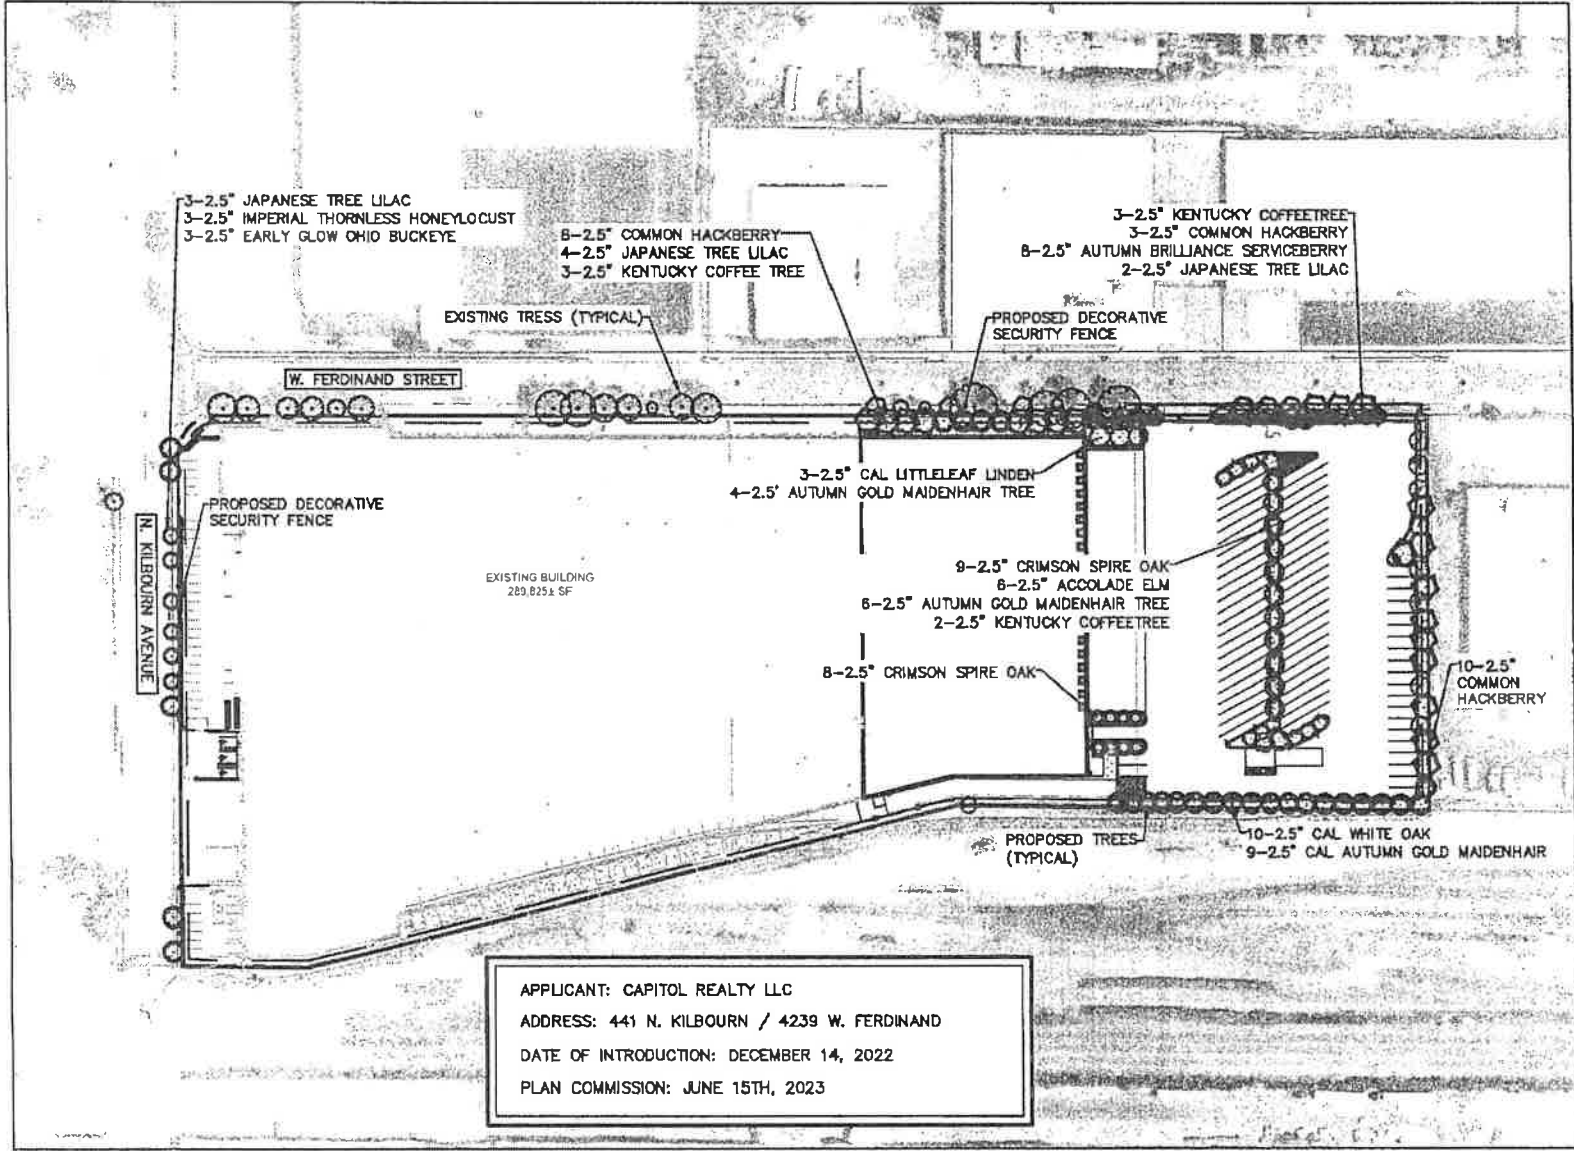 3-2.5" JAPANESE TREE LILAC
3-2.5" IMPERIAL THORNLESS HONEYLOCUST
3-2.5" EARLY GLOW OHIO BUCKEYE
6-2.5" COMMON HACKBERRY
4-2.5" JAPANESE TREE LILAC
3-2.5" KENTUCKY COFFEE TREE
3-2.5" KENTUCKY COFFEETREE
3-2.5" COMMON HACKBERRY
8-2.5" AUTUMN BRILLIANCE SERVICEBERRY
2-2.5" JAPANESE TREE LILAC
EXISTING TRESS (TYPICAL)
PROPOSED DECORATIVE
SECURITY FENCE
W. FERDINAND STREET
3-2.5" CAL LITTLELEAF LINDEN
4-2.5' AUTUMN GOLD MAIDENHAIR TREE
PROPOSED DECORATIVE
SECURITY FENCE
N. KILBOURN AVENUE
EXISTING BUILDING
289,825± SF
9-2.5" CRIMSON SPIRE OAK
6-2.5" ACCOLADE ELM
6-2.5" AUTUMN GOLD MAIDENHAIR TREE
2-2.5" KENTUCKY COFFEETREE
8-2.5" CRIMSON SPIRE OAK
10-2.5"
COMMON
HACKBERRY
PROPOSED TREES
(TYPICAL)
10-2.5" CAL WHITE OAK
9-2.5" CAL AUTUMN GOLD MAIDENHAIR
APPLICANT: CAPITOL REALTY LLC
ADDRESS: 441 N. KILBOURN / 4239 W. FERDINAND
DATE OF INTRODUCTION: DECEMBER 14, 2022
PLAN COMMISSION: JUNE 15TH, 2023